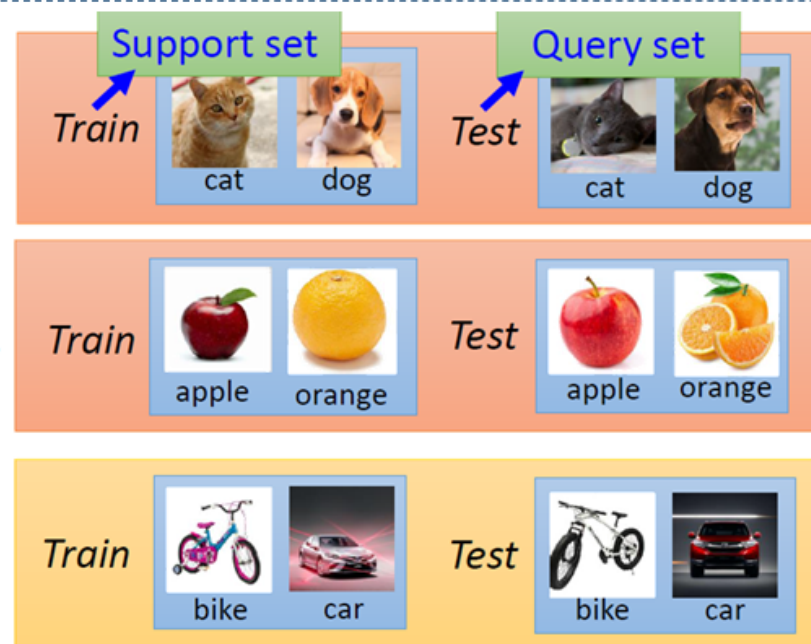 Support set
Query set
Train
Test
cat
dog
cat
dog
Train
Test
apple
orange
apple
orange
Train
Test
bike
car
bike
car